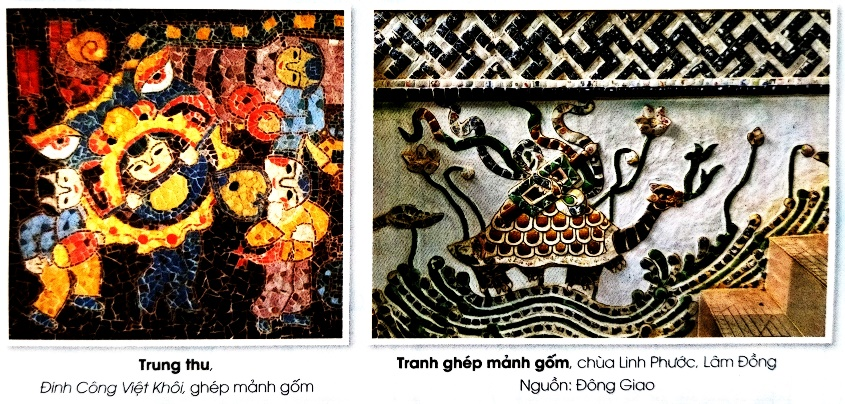 Trung thu,
Đinh Công Việt Khôi, ghép mảnh gốm
Tranh ghép mảnh gốm, chùa Linh Phước, Lâm Đồng
Nguồn: Đông Giao